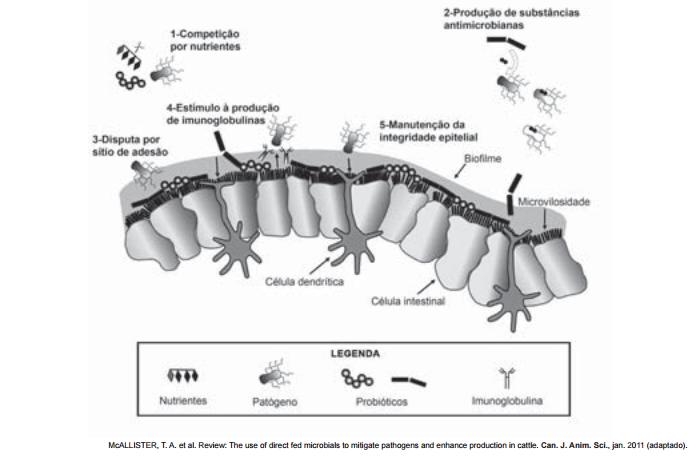 1-Competição
por nutrientes
2-Produção de substâncias
antimicrobianas
4-Estímulo à produção
de imunoglobulinas
5-Manutenção da
integridade epitelial
3-Disputa por
sítio de adesão
Biofilme
Microvilosidade
Célula dendrítica
Célula intestinal
LEGENDA
Nutrientes
Patógeno
Probióticos
Imunoglobulina
McALLISTER, T. A. et al. Review: The use of direct fed microbials to mitigate pathogens and enhance production in cattle. Can. J. Anim. Sci., jan. 2011 (adaptado).